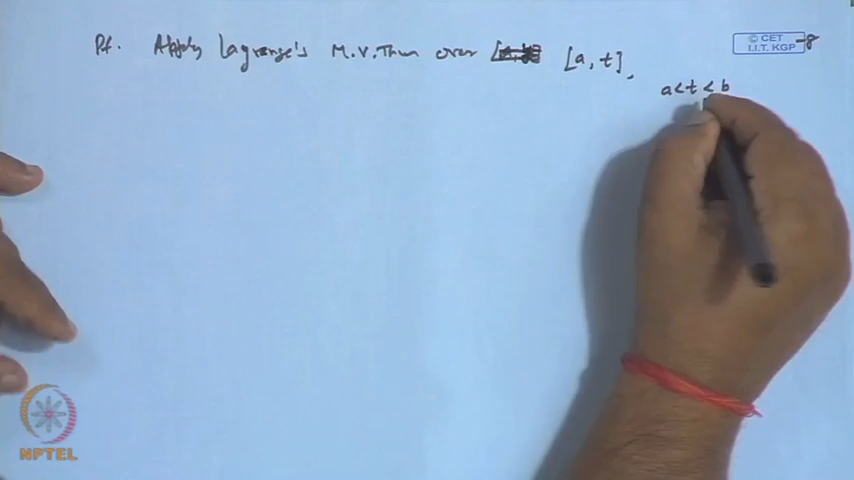 Pf. Apply Lagrange's M.V. Thm over [a, t],
a < t < b
© CET
I.I.T. KGP
NPTEL